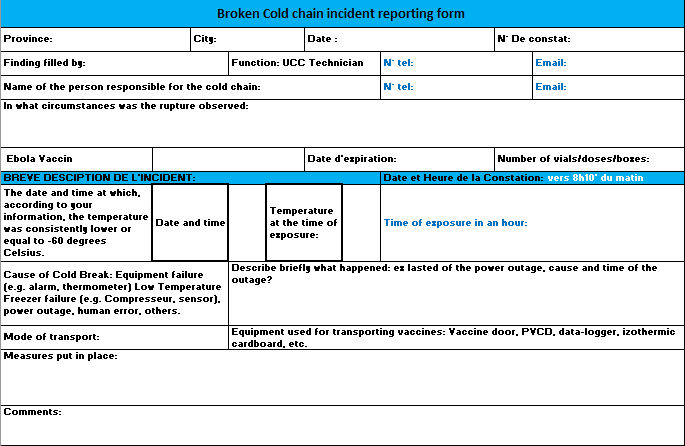 Broken Cold chain incident reporting form
Province:
City:
Date :
N° De constat:
Finding filled by:
Function: UCC Technician
N° tel:
Email:
Name of the person responsible for the cold chain:
N° tel:
Email:
In what circumstances was the rupture observed:
Ebola Vaccin
Date d'expiration:
Number of vials/doses/boxes:
BREVE DESCIPTION DE L'INCIDENT:
Date et Heure de la Constation: vers 8h10' du matin
The date and time at which,
according to your
information, the temperature
was consistently lower or
equal to -60 degrees
Celsius.
Date and time
Temperature
at the time of
exposure:
Time of exposure in an hour:
Cause of Cold Break: Equipment failure
(e.g. alarm, thermometer) Low Temperature
Freezer failure (e.g. Compresseur, sensor),
power outage, human error, others.
Describe briefly what happened: ex lasted of the power outage, cause and time of the
outage?
Mode of transport:
Equipment used for transporting vaccines: Vaccine door, PVCD, data-logger, izothermic
cardboard, etc.
Measures put in place:
Comments: